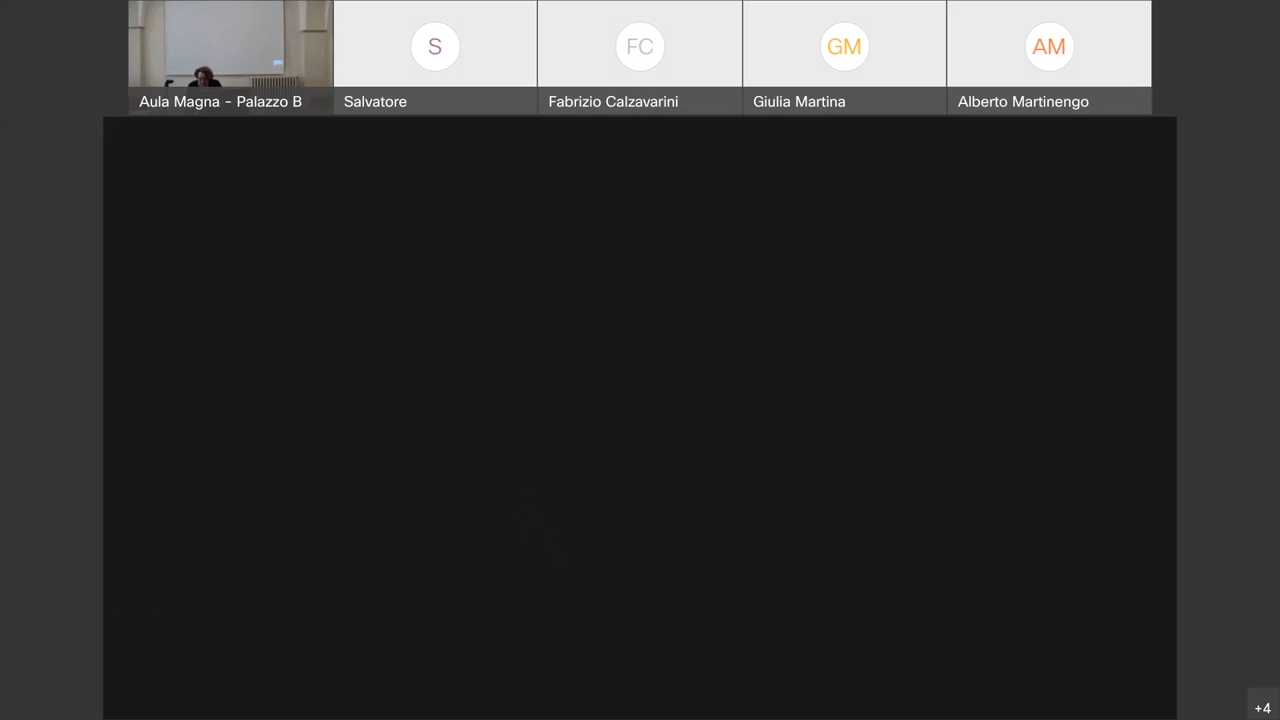 S
FC
GM
AM
Aula Magna - Palazzo B
Salvatore
Fabrizio Calzavarini
Giulia Martina
Alberto Martinengo
+4